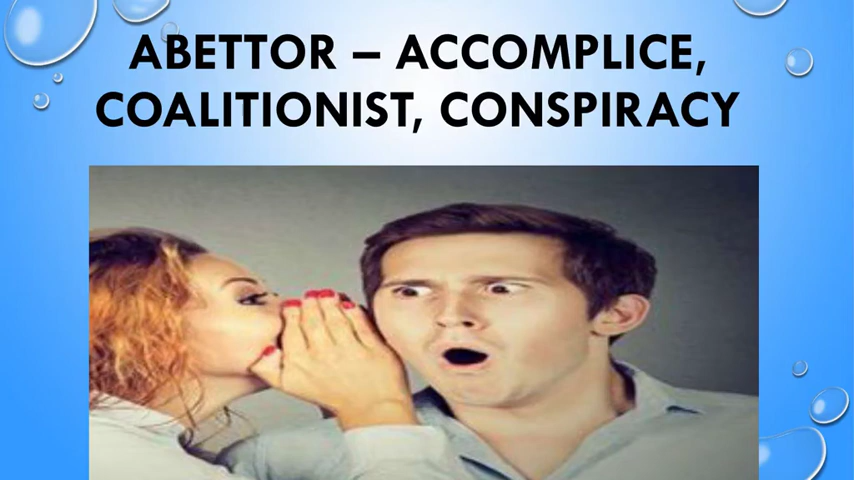 ABETTOR – ACCOMPLICE,
COALITIONIST, CONSPIRACY